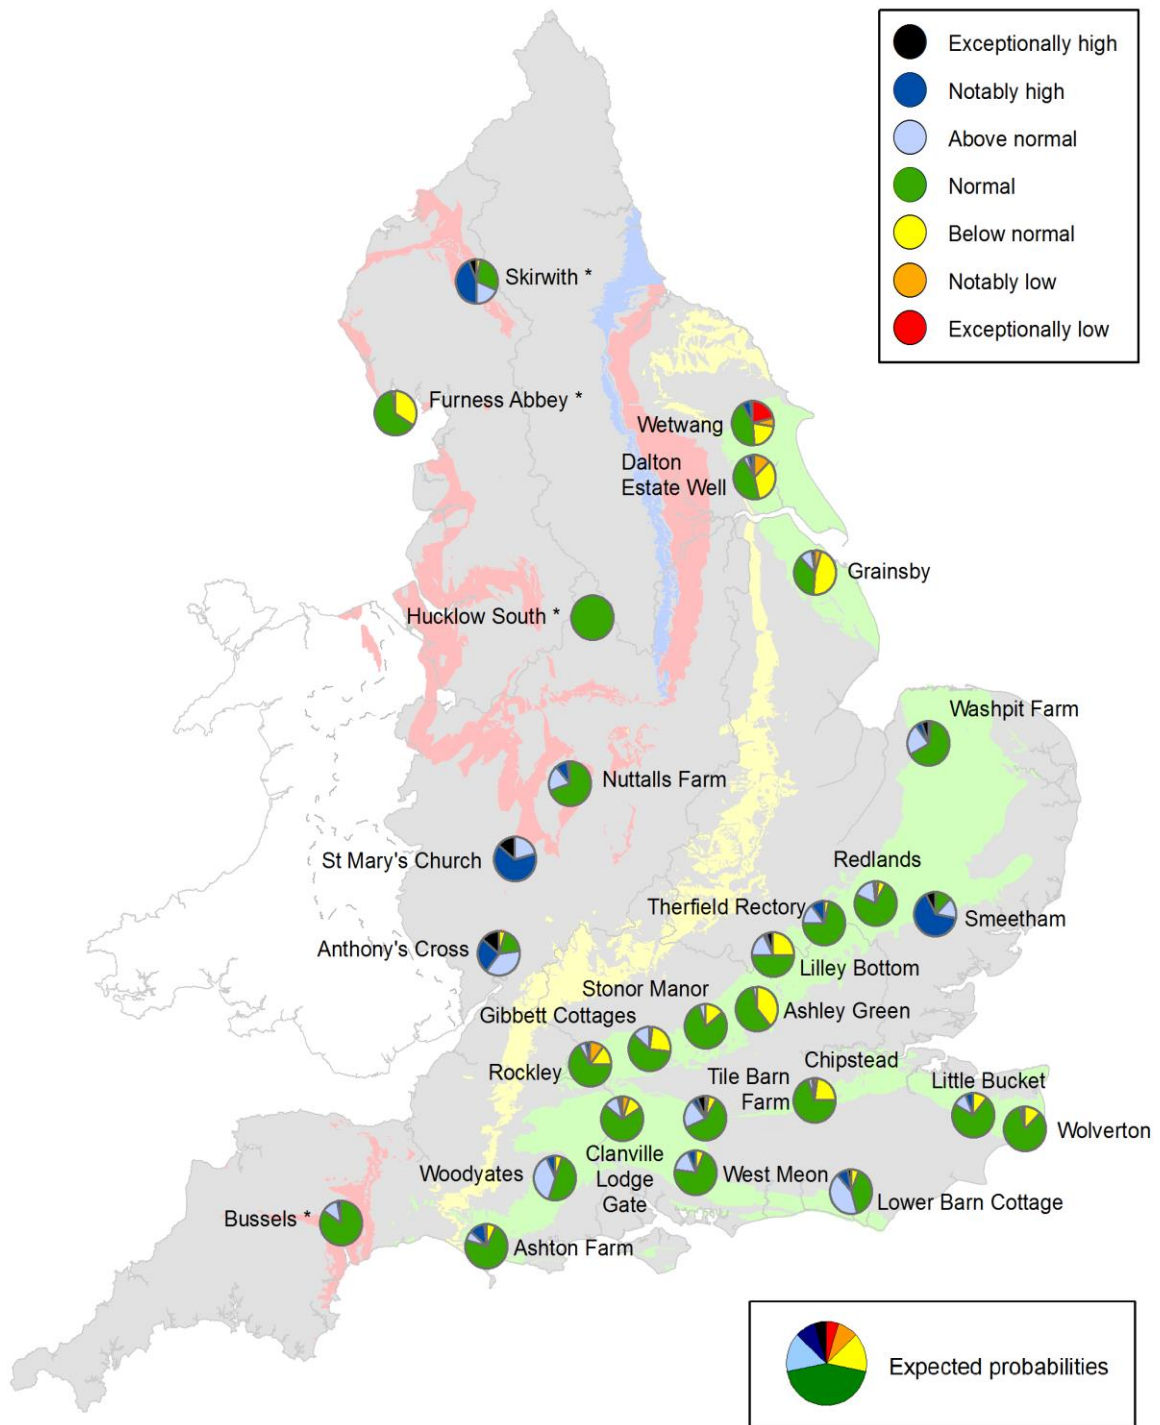 Exceptionally high
Notably high
Above normal
Normal
Below normal
Notably low
Exceptionally low
Skirwith *
Furness Abbey *
Wetwang
Dalton
Estate Well
Grainsby
Hucklow South *
Washpit Farm
Nuttalls Farm
St Mary's Church
Redlands
Therfield Rectory
Smeetham
Anthony's Cross
Lilley Bottom
Stonor Manor
Ashley Green
Gibbett Cottages
Chipstead
Rockley
Tile Barn
Farm
Little Bucket
Wolverton
Clanville
Lodge
Gate
Woodyates
West Meon
Lower Barn Cottage
Bussels *
Ashton Farm
Expected probabilities